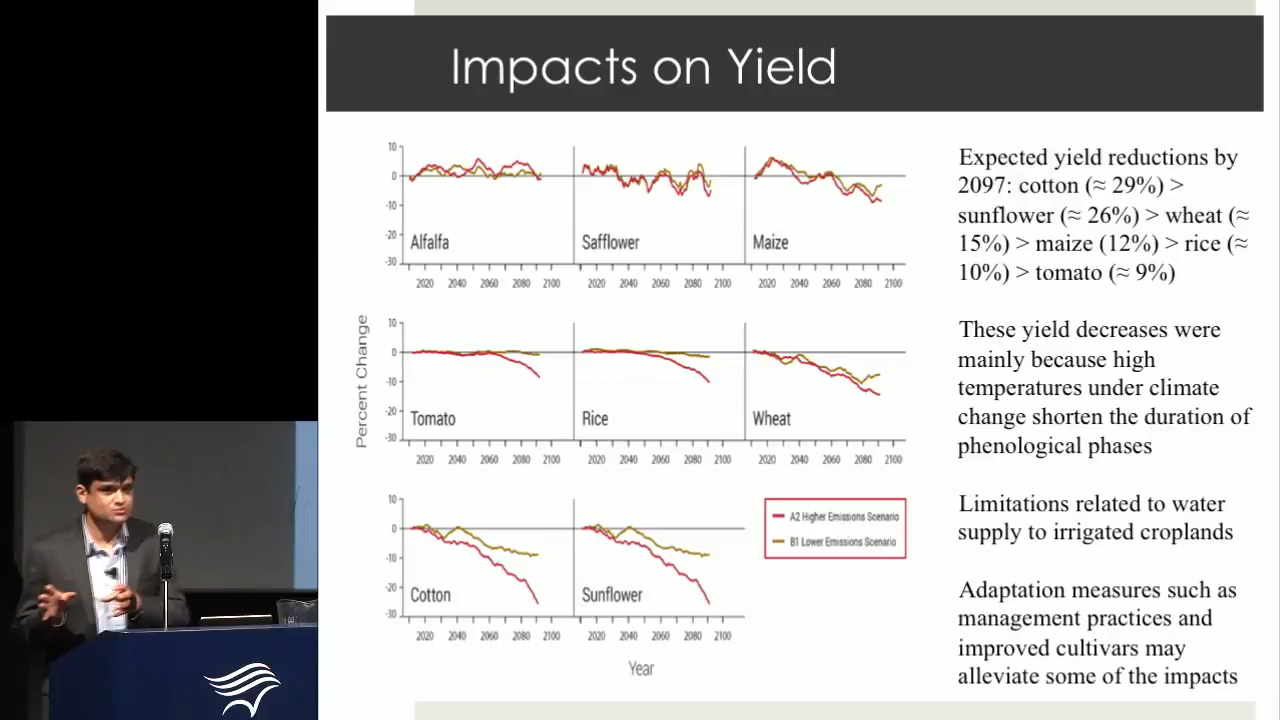 Impacts on Yield
10
0
-10
-20
-30
Alfalfa
Safflower
Maize
2020 2040 2060 2080 2100 2020 2040 2060 2080 2100 2020 2040 2060 2080 2100
10
0
-10
-20
-30
Tomato
Rice
Wheat
2020 2040 2060 2080 2100 2020 2040 2060 2080 2100 2020 2040 2060 2080 2100
10
0
-10
-20
-30
Cotton
Sunflower
2020 2040 2060 2080 2100 2020 2040 2060 2080 2100
Percent Change
Year
A2 Higher Emissions Scenario
B1 Lower Emissions Scenario
Expected yield reductions by
2097: cotton (≈ 29%) >
sunflower (≈ 26%) > wheat (≈
15%) > maize (12%) > rice (≈
10%) > tomato (≈ 9%)
These yield decreases were
mainly because high
temperatures under climate
change shorten the duration of
phenological phases
Limitations related to water
supply to irrigated croplands
Adaptation measures such as
management practices and
improved cultivars may
alleviate some of the impacts